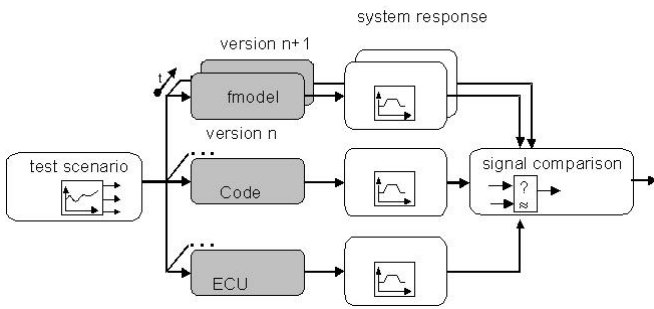 system response
version n+1
t
fmodel
version n
test scenario
Code
signal comparison
?
≈
ECU